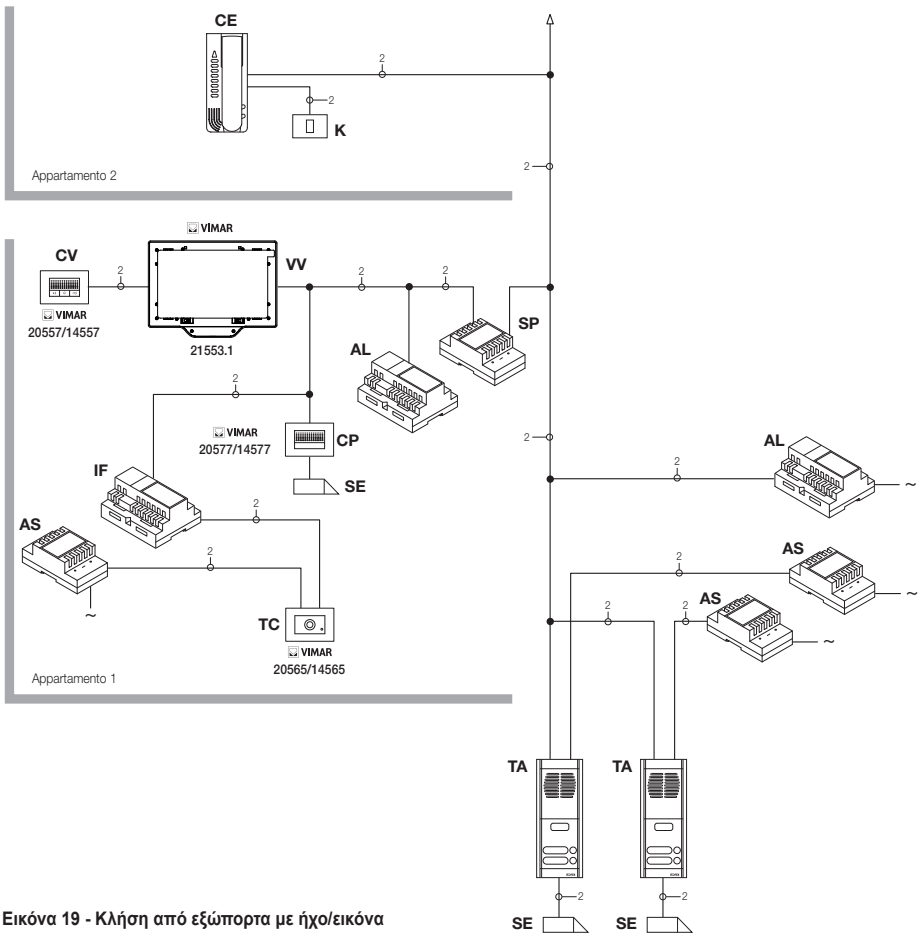 CE
2
2
K
2
Appartamento 2
VIMAR
CV
2
VV
2
2
SP
VIMAR
20557/14557
21553.1
AL
2
VIMAR
20577/14577
CP
2
AL
IF
SE
2
~
AS
2
2
AS
2
~
2
2
AS
~
~
TC
VIMAR
20565/14565
Appartamento 1
TA
TA
2
2
SE
SE
Εικόνα 19 - Κλήση από εξώπορτα με ήχο/εικόνα